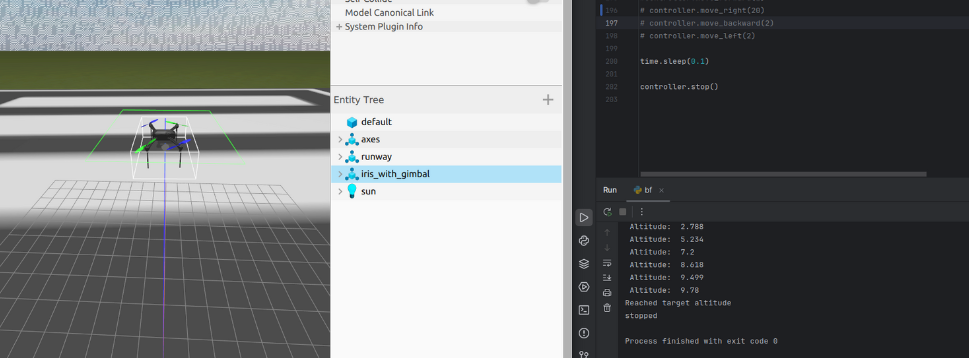 Self Collide
Model Canonical Link
System Plugin Info
Entity Tree
default
axes
runway
iris_with_gimbal
sun
196 # controller.move_right(20)
197 # controller.move_backward(2)
198 # controller.move_left(2)
199
200 time.sleep(0.1)
201
202 controller.stop()
203
Run bf
Altitude: 2.788
Altitude: 5.234
Altitude: 7.2
Altitude: 8.618
Altitude: 9.499
Altitude: 9.78
Reached target altitude
stopped
Process finished with exit code 0